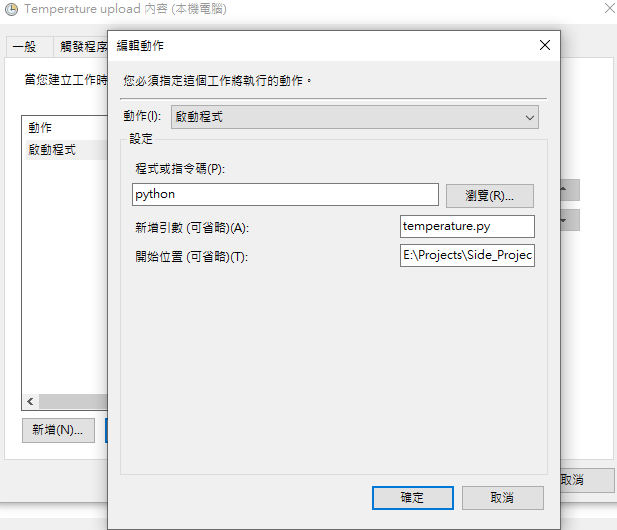 Temperature upload 內容 (本機電腦)
一般
觸發程序
當您建立工作時
動作
啟動程式
新增(N)...
取消
編輯動作
您必須指定這個工作將執行的動作。
動作(I):
啟動程式
設定
程式或指令碼(P):
python
瀏覽(R)...
新增引數 (可省略)(A):
temperature.py
開始位置 (可省略)(T):
E:\Projects\Side_Projec
確定
取消